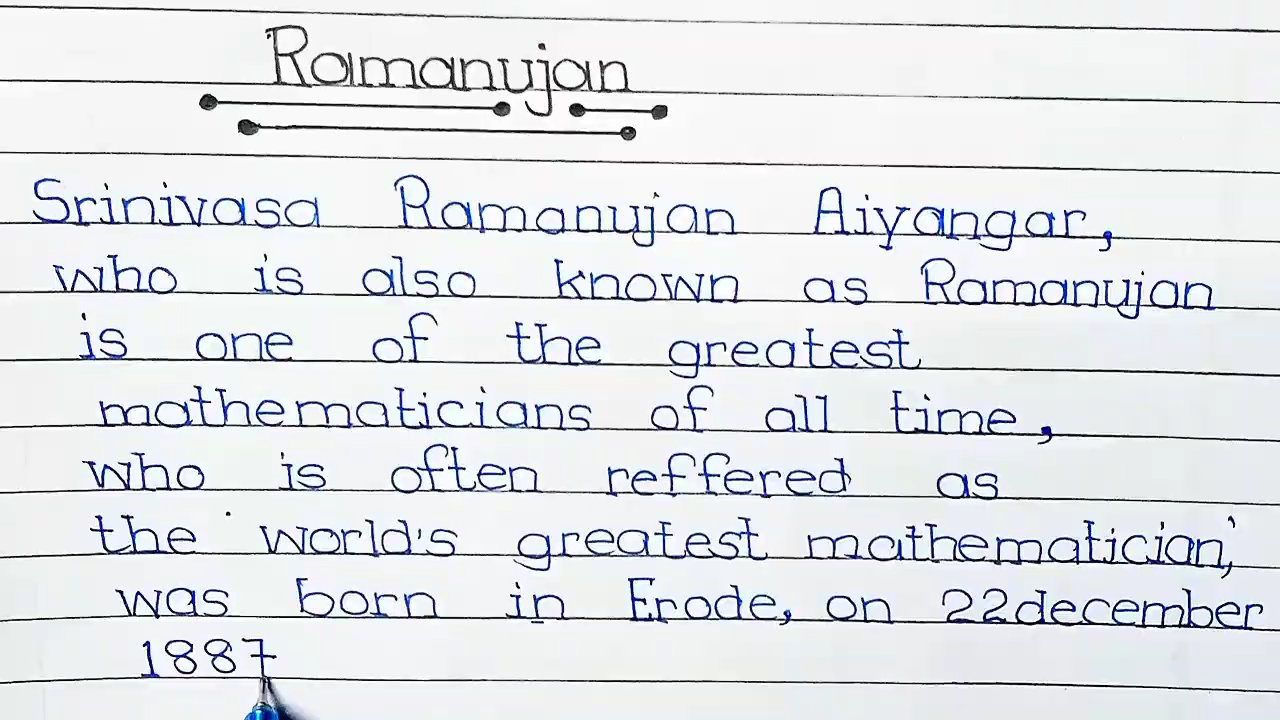 Ramanujan
Srinivasa Ramanujan Aiyangar,
who is also known as Ramanujan
is one of the greatest
mathematicians of all time,
who is often reffered as
the 'world's greatest mathematician,'
was born in Erode, on 22december
1887